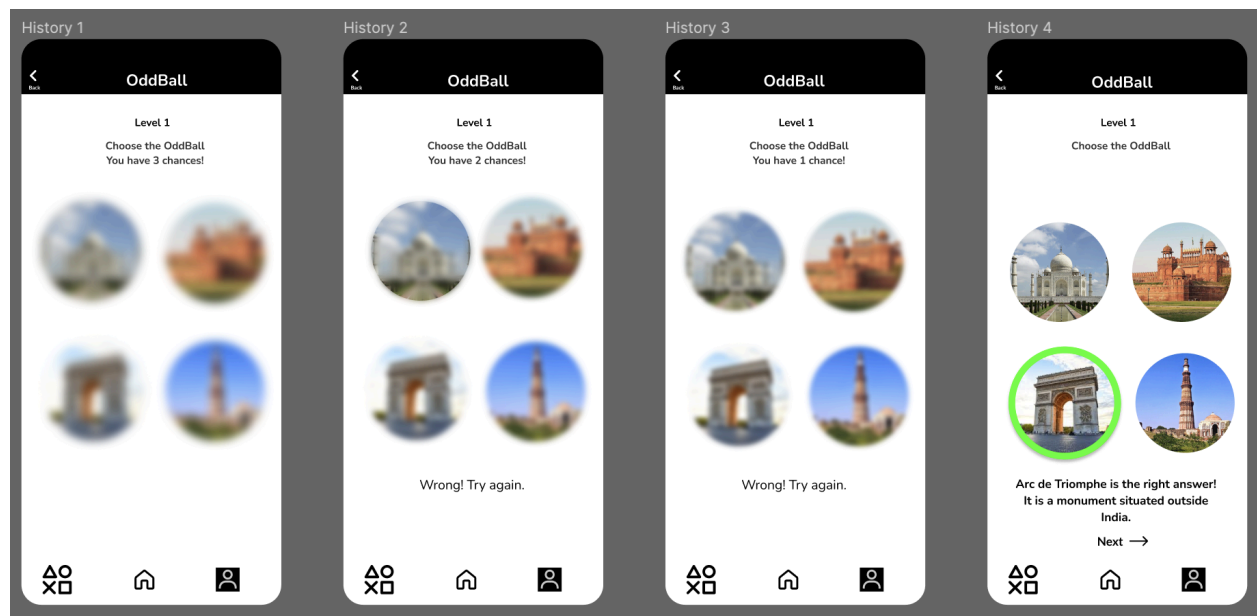 History 1
Back
OddBall
Level 1
Choose the OddBall
You have 3 chances!
History 2
Back
OddBall
Level 1
Choose the OddBall
You have 2 chances!
Wrong! Try again.
History 3
Back
OddBall
Level 1
Choose the OddBall
You have 1 chance!
Wrong! Try again.
History 4
Back
OddBall
Level 1
Choose the OddBall
Arc de Triomphe is the right answer!
It is a monument situated outside
India.
Next